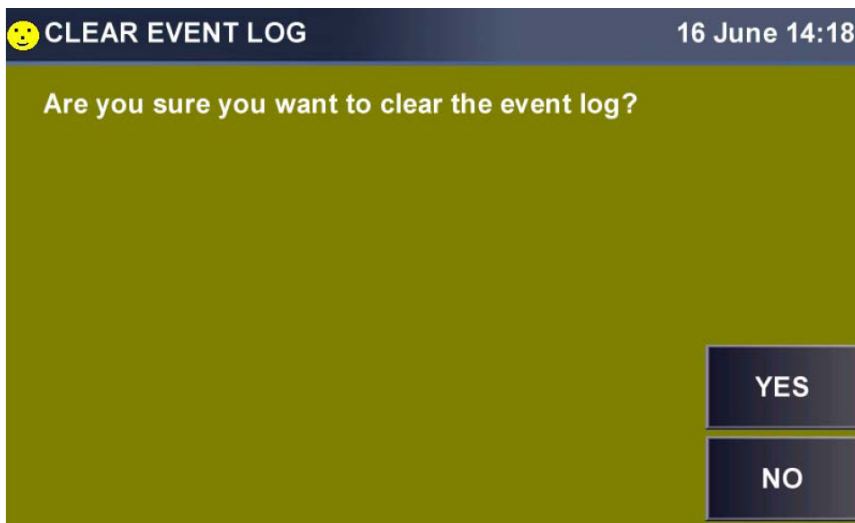 CLEAR EVENT LOG 16 June 14:18
Are you sure you want to clear the event log?
YES
NO